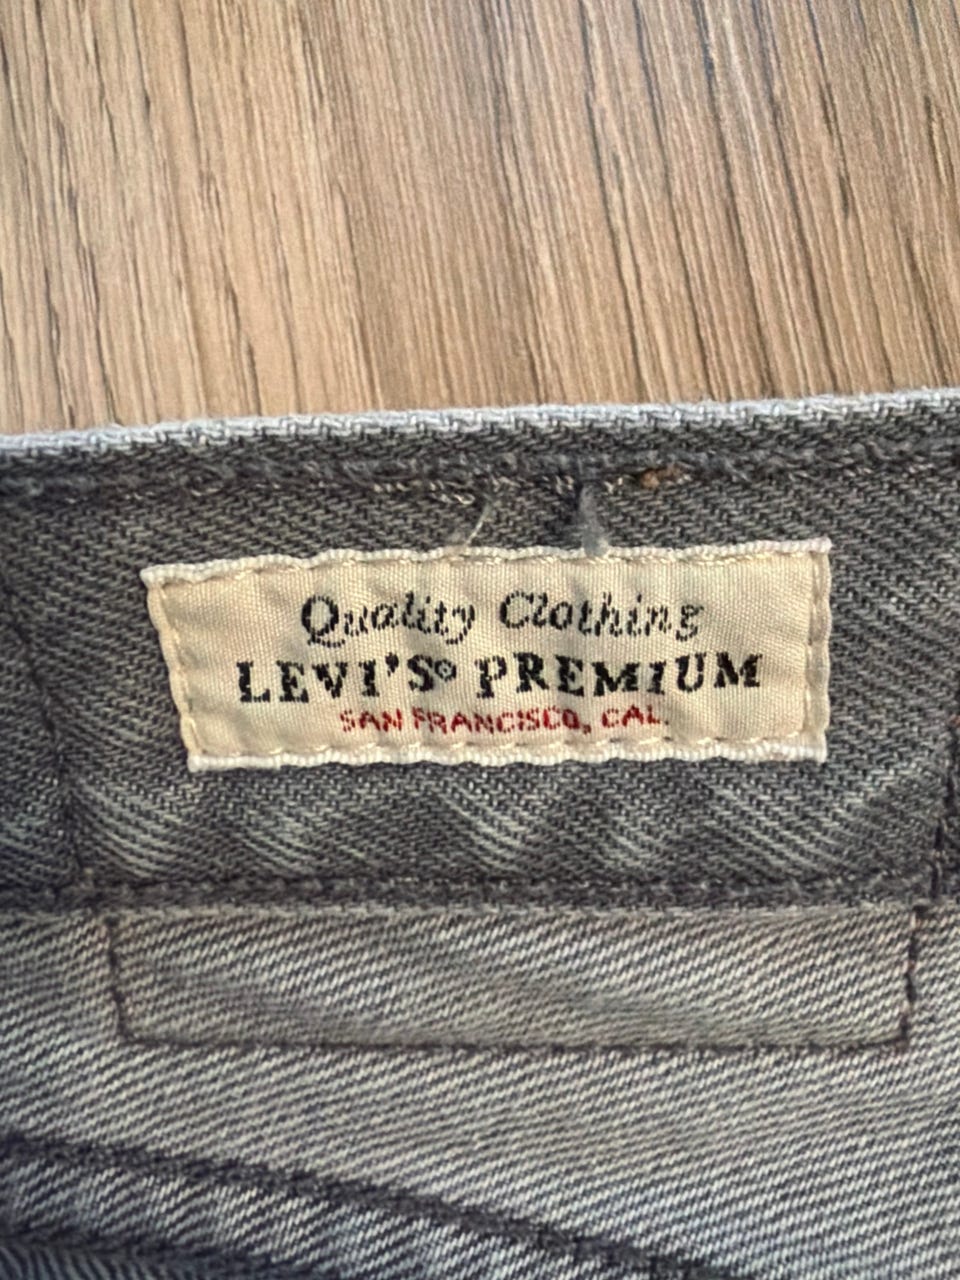 Quality Clothing
LEVI'S® PREMIUM
SAN FRANCISCO, CAL.